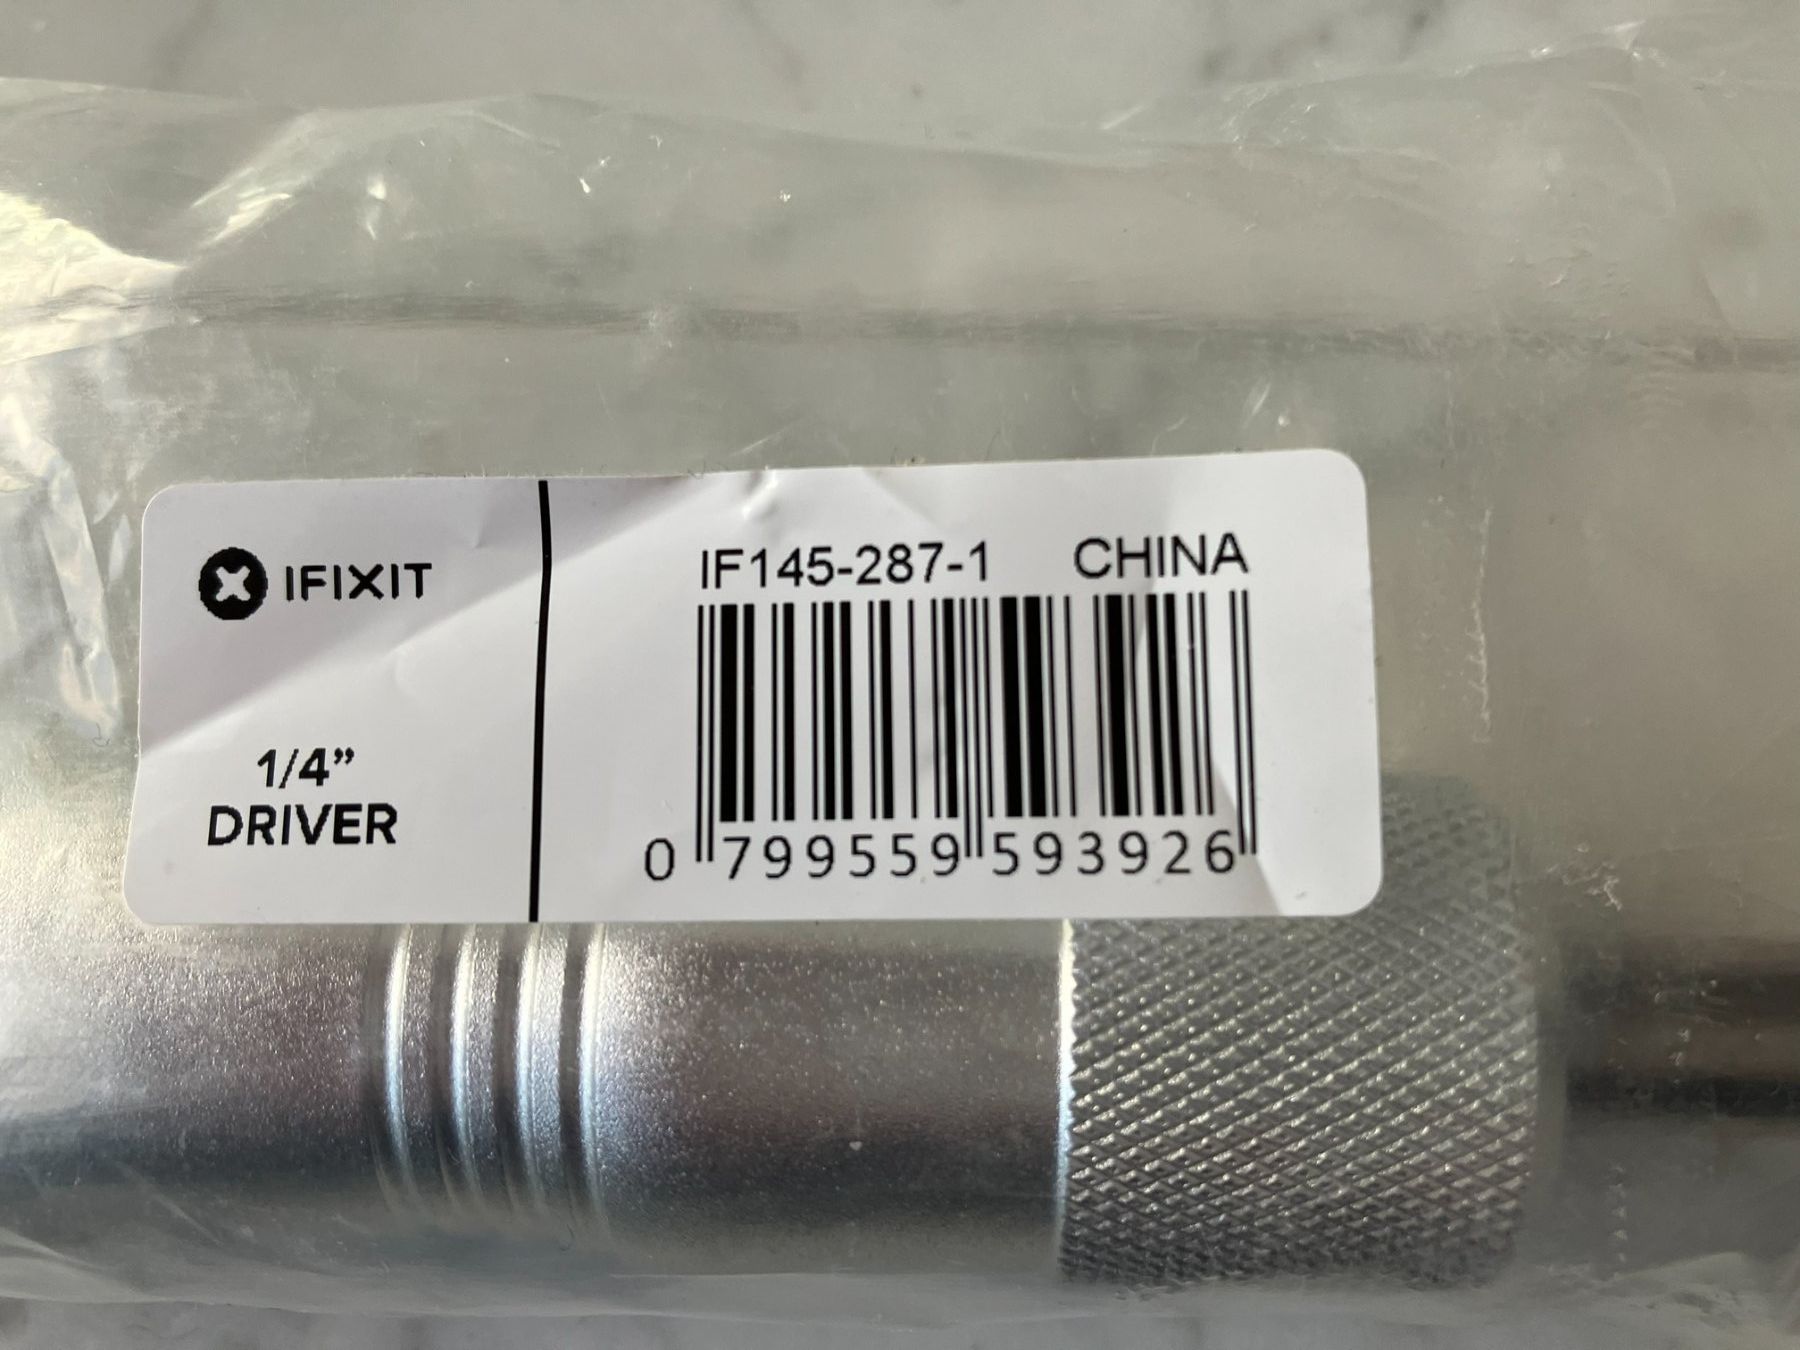 IFIXIT
1/4”
DRIVER
IF145-287-1 CHINA
0 799559 593926